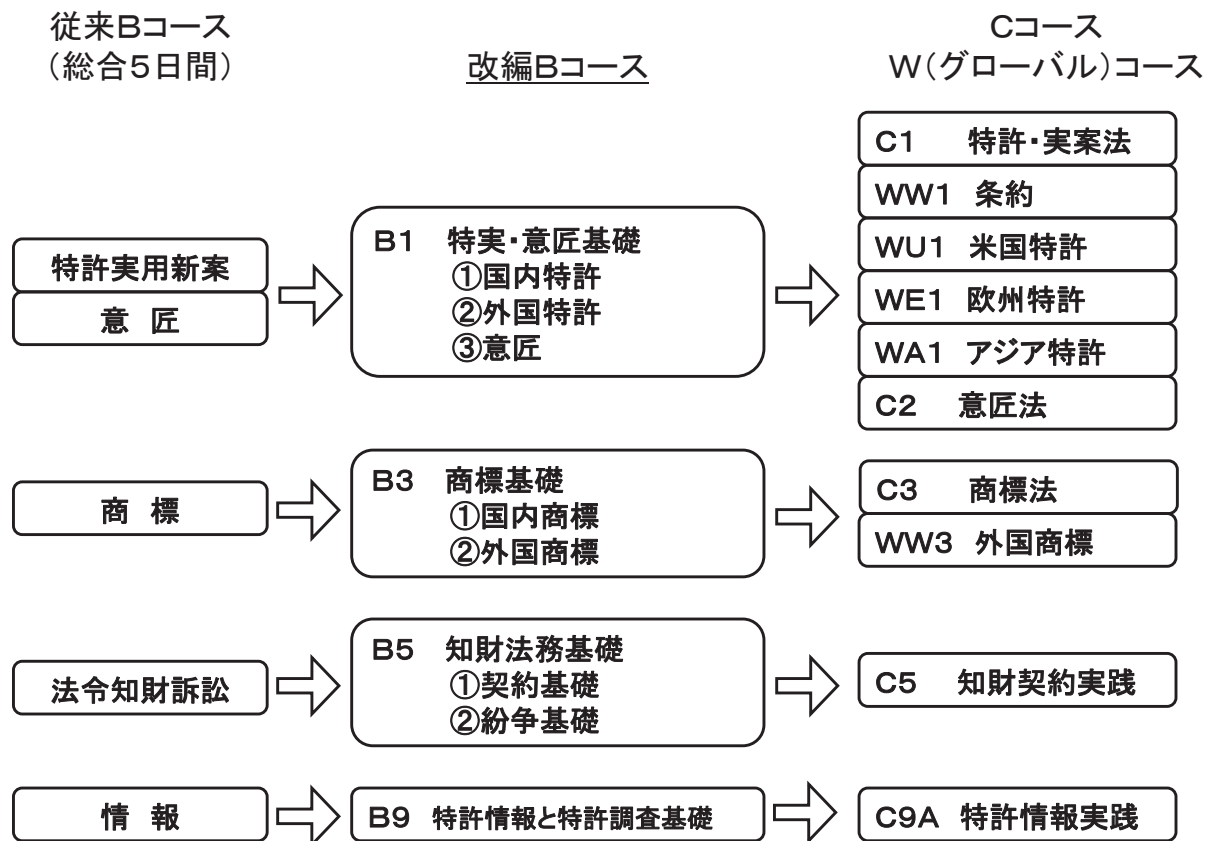 従来Bコース
(総合5日間)
改編Bコース
Cコース
W(グローバル)コース
特許実用新案
意 匠
B1 特実・意匠基礎
①国内特許
②外国特許
③意匠
C1 特許・実案法
WW1 条約
WU1 米国特許
WE1 欧州特許
WA1 アジア特許
C2 意匠法
商 標
B3 商標基礎
①国内商標
②外国商標
C3 商標法
WW3 外国商標
法令知財訴訟
B5 知財法務基礎
①契約基礎
②紛争基礎
C5 知財契約実践
情 報
B9 特許情報と特許調査基礎
C9A 特許情報実践